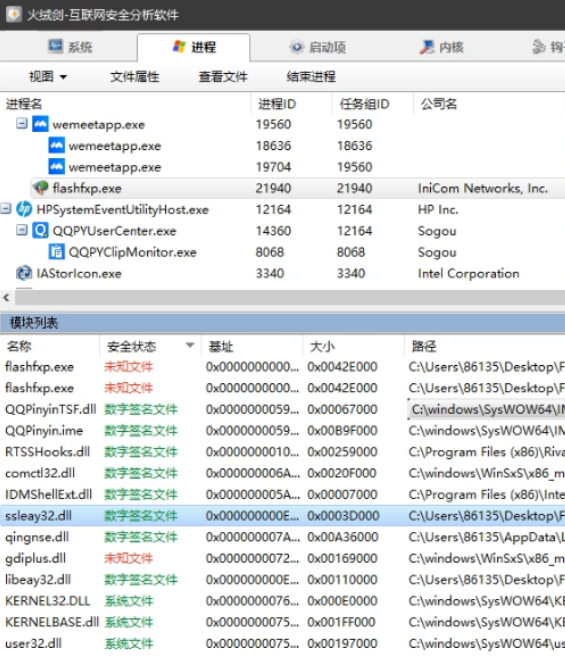 火绒剑-互联网安全分析软件
系统 进程 启动项 内核
视图 文件属性 查看文件 结束进程
进程名 进程ID 任务组ID 公司名
wemeetapp.exe 19560 19560
wemeetapp.exe 18636 18636
wemeetapp.exe 19704 19560
flashfxp.exe 21940 21940 IniCom Networks, Inc.
HPSystemEventUtilityHost.exe 12164 12164 HP Inc.
QQPYUserCenter.exe 14360 12164 Sogou
QQPYClipMonitor.exe 8068 8068 Sogou
IAStorIcon.exe 3340 3340 Intel Corporation
模块列表
名称 安全状态 基址 大小 路径
flashfxp.exe 未知文件 0x0000000000... 0x0042E000 C:\Users\86135\Desktop\F
flashfxp.exe 未知文件 0x0000000000... 0x0042E000 C:\Users\86135\Desktop\F
QQPinyinTSF.dll 数字签名文件 0x0000000059... 0x00067000 C:\windows\SysWOW64\IM
QQPinyin.ime 数字签名文件 0x0000000059... 0x00B9F000 C:\windows\SysWOW64\IM
RTSSHooks.dll 数字签名文件 0x0000000010... 0x00259000 C:\Program Files (x86)\Riva
comctl32.dll 数字签名文件 0x000000006A... 0x0020F000 C:\windows\WinSxS\x86_m
IDMShellExt.dll 数字签名文件 0x000000005A... 0x00007000 C:\Program Files (x86)\Inte
ssleay32.dll 数字签名文件 0x000000000E... 0x0003D000 C:\Users\86135\Desktop\F
qingnse.dll 数字签名文件 0x000000007A... 0x00A36000 C:\Users\86135\AppData\L
gdiplus.dll 未知文件 0x0000000072... 0x00169000 C:\windows\WinSxS\x86_m
libeay32.dll 数字签名文件 0x000000000E... 0x00110000 C:\Users\86135\Desktop\F
KERNEL32.DLL 系统文件 0x0000000076... 0x000E0000 C:\windows\SysWOW64\KE
KERNELBASE.dll 系统文件 0x0000000075... 0x001FF000 C:\windows\SysWOW64\KE
user32.dll 系统文件 0x0000000075... 0x00197000 C:\windows\SysWOW64\us